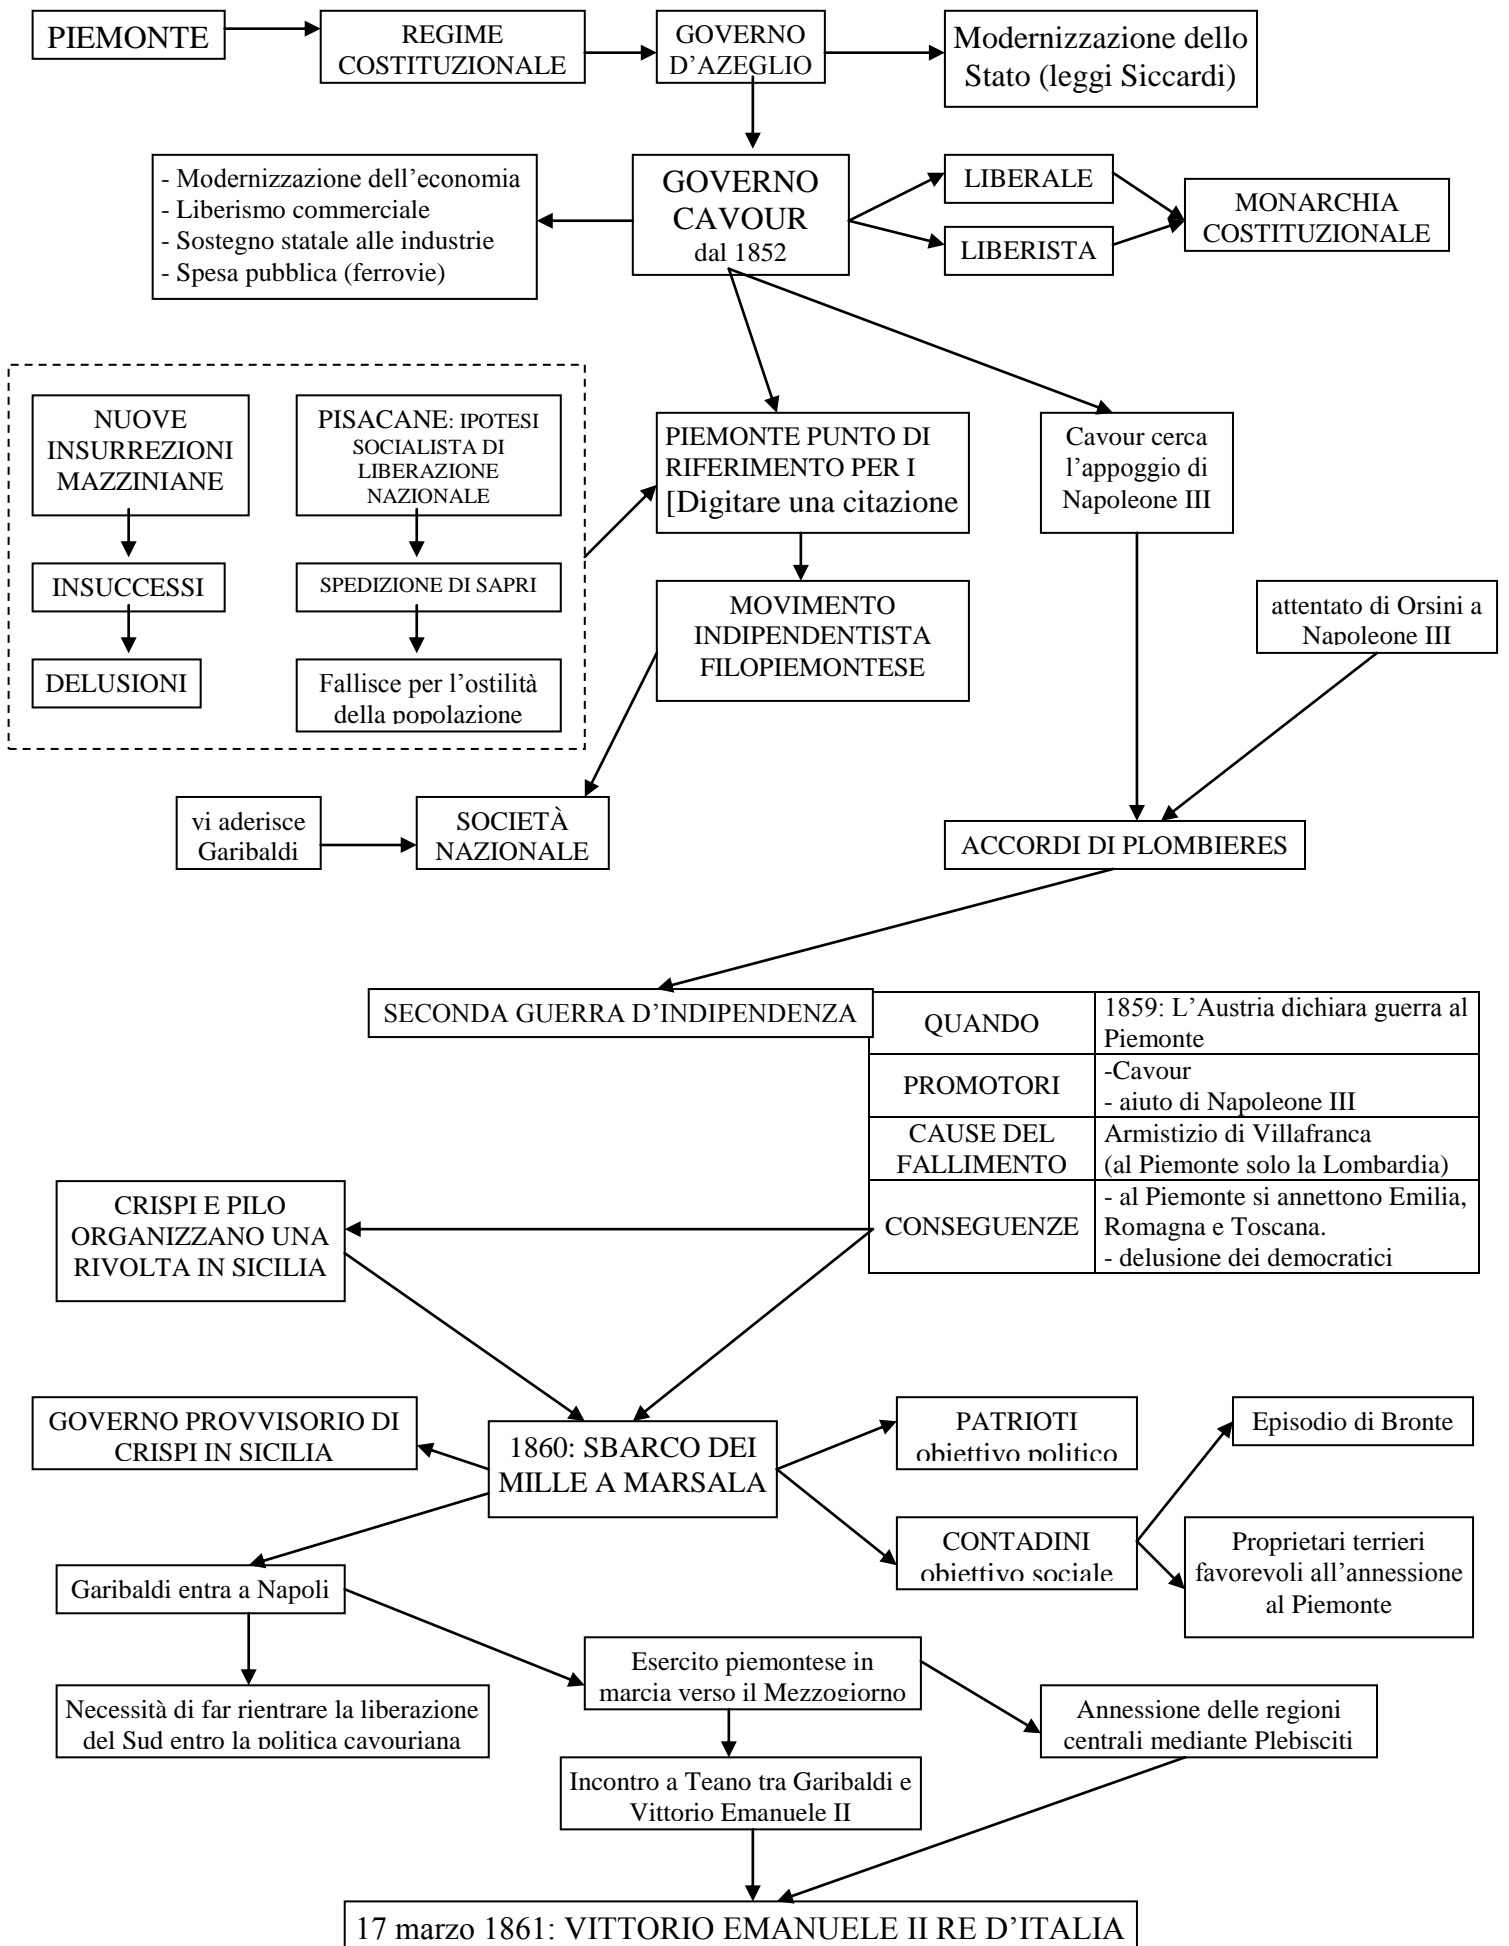 PIEMONTE
REGIME
COSTITUZIONALE
GOVERNO
D’AZEGLIO
Modernizzazione dello
Stato (leggi Siccardi)
- Modernizzazione dell’economia
- Liberismo commerciale
- Sostegno statale alle industrie
- Spesa pubblica (ferrovie)
GOVERNO
CAVOUR
dal 1852
LIBERALE
LIBERISTA
MONARCHIA
COSTITUZIONALE
NUOVE
INSURREZIONI
MAZZINIANE
PISACANE: IPOTESI
SOCIALISTA DI
LIBERAZIONE
NAZIONALE
PIEMONTE PUNTO DI
RIFERIMENTO PER I
[Digitare una citazione
Cavour cerca
l’appoggio di
Napoleone III
INSUCCESSI
SPEDIZIONE DI SAPRI
MOVIMENTO
INDIPENDENTISTA
FILOPIEMONTESE
attentato di Orsini a
Napoleone III
DELUSIONI
Fallisce per l’ostilità
della popolazione
vi aderisce
Garibaldi
SOCIETÀ
NAZIONALE
ACCORDI DI PLOMBIERES
SECONDA GUERRA D’INDIPENDENZA
QUANDO
1859: L’Austria dichiara guerra al
Piemonte
PROMOTORI
-Cavour
- aiuto di Napoleone III
CAUSE DEL
FALLIMENTO
Armistizio di Villafranca
(al Piemonte solo la Lombardia)
CONSEGUENZE
- al Piemonte si annettono Emilia,
Romagna e Toscana.
- delusione dei democratici
CRISPI E PILO
ORGANIZZANO UNA
RIVOLTA IN SICILIA
GOVERNO PROVVISORIO DI
CRISPI IN SICILIA
1860: SBARCO DEI
MILLE A MARSALA
PATRIOTI
obiettivo politico
Episodio di Bronte
CONTADINI
obiettivo sociale
Proprietari terrieri
favorevoli all’annessione
al Piemonte
Garibaldi entra a Napoli
Esercito piemontese in
marcia verso il Mezzogiorno
Necessità di far rientrare la liberazione
del Sud entro la politica cavouriana
Annessione delle regioni
centrali mediante Plebisciti
Incontro a Teano tra Garibaldi e
Vittorio Emanuele II
17 marzo 1861: VITTORIO EMANUELE II RE D’ITALIA